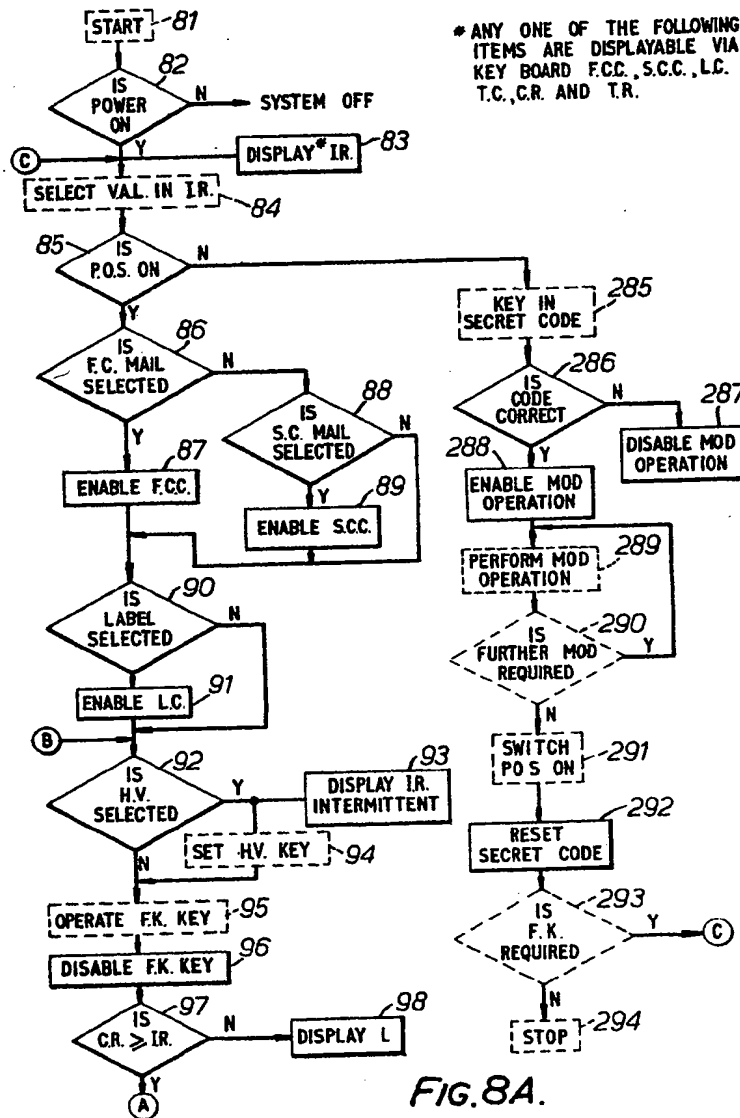 START
81
* ANY ONE OF THE FOLLOWING
ITEMS ARE DISPLAYABLE VIA
KEY BOARD F.C.C., S.C.C., L.C.
T.C., C.R. AND T.R.
82
IS
POWER
ON
N
SYSTEM OFF
Y
C
DISPLAY* I.R.
83
SELECT V.A.L. IN I.R.
84
85
IS
P.O.S. ON
N
Y
KEY IN
SECRET CODE
285
86
IS
F.C. MAIL
SELECTED
N
Y
88
IS
S.C. MAIL
SELECTED
N
Y
286
IS
CODE
CORRECT
N
Y
287
DISABLE MOD
OPERATION
87
ENABLE F.C.C.
89
ENABLE S.C.C.
288
ENABLE MOD
OPERATION
289
PERFORM MOD
OPERATION
90
IS
LABEL
SELECTED
N
290
IS
FURTHER MOD
REQUIRED
Y
N
91
ENABLE L.C.
B
92
IS
H.V.
SELECTED
Y
N
93
DISPLAY I.R.
INTERMITTENT
SET H.V. KEY
94
SWITCH
P.O.S ON
291
292
RESET
SECRET CODE
OPERATE F.K. KEY
95
96
DISABLE F.K. KEY
293
IS
F.K.
REQUIRED
Y
C
N
97
IS
C.R. ⩾ I.R.
N
98
DISPLAY L
Y
A
STOP
294
FIG.8A.